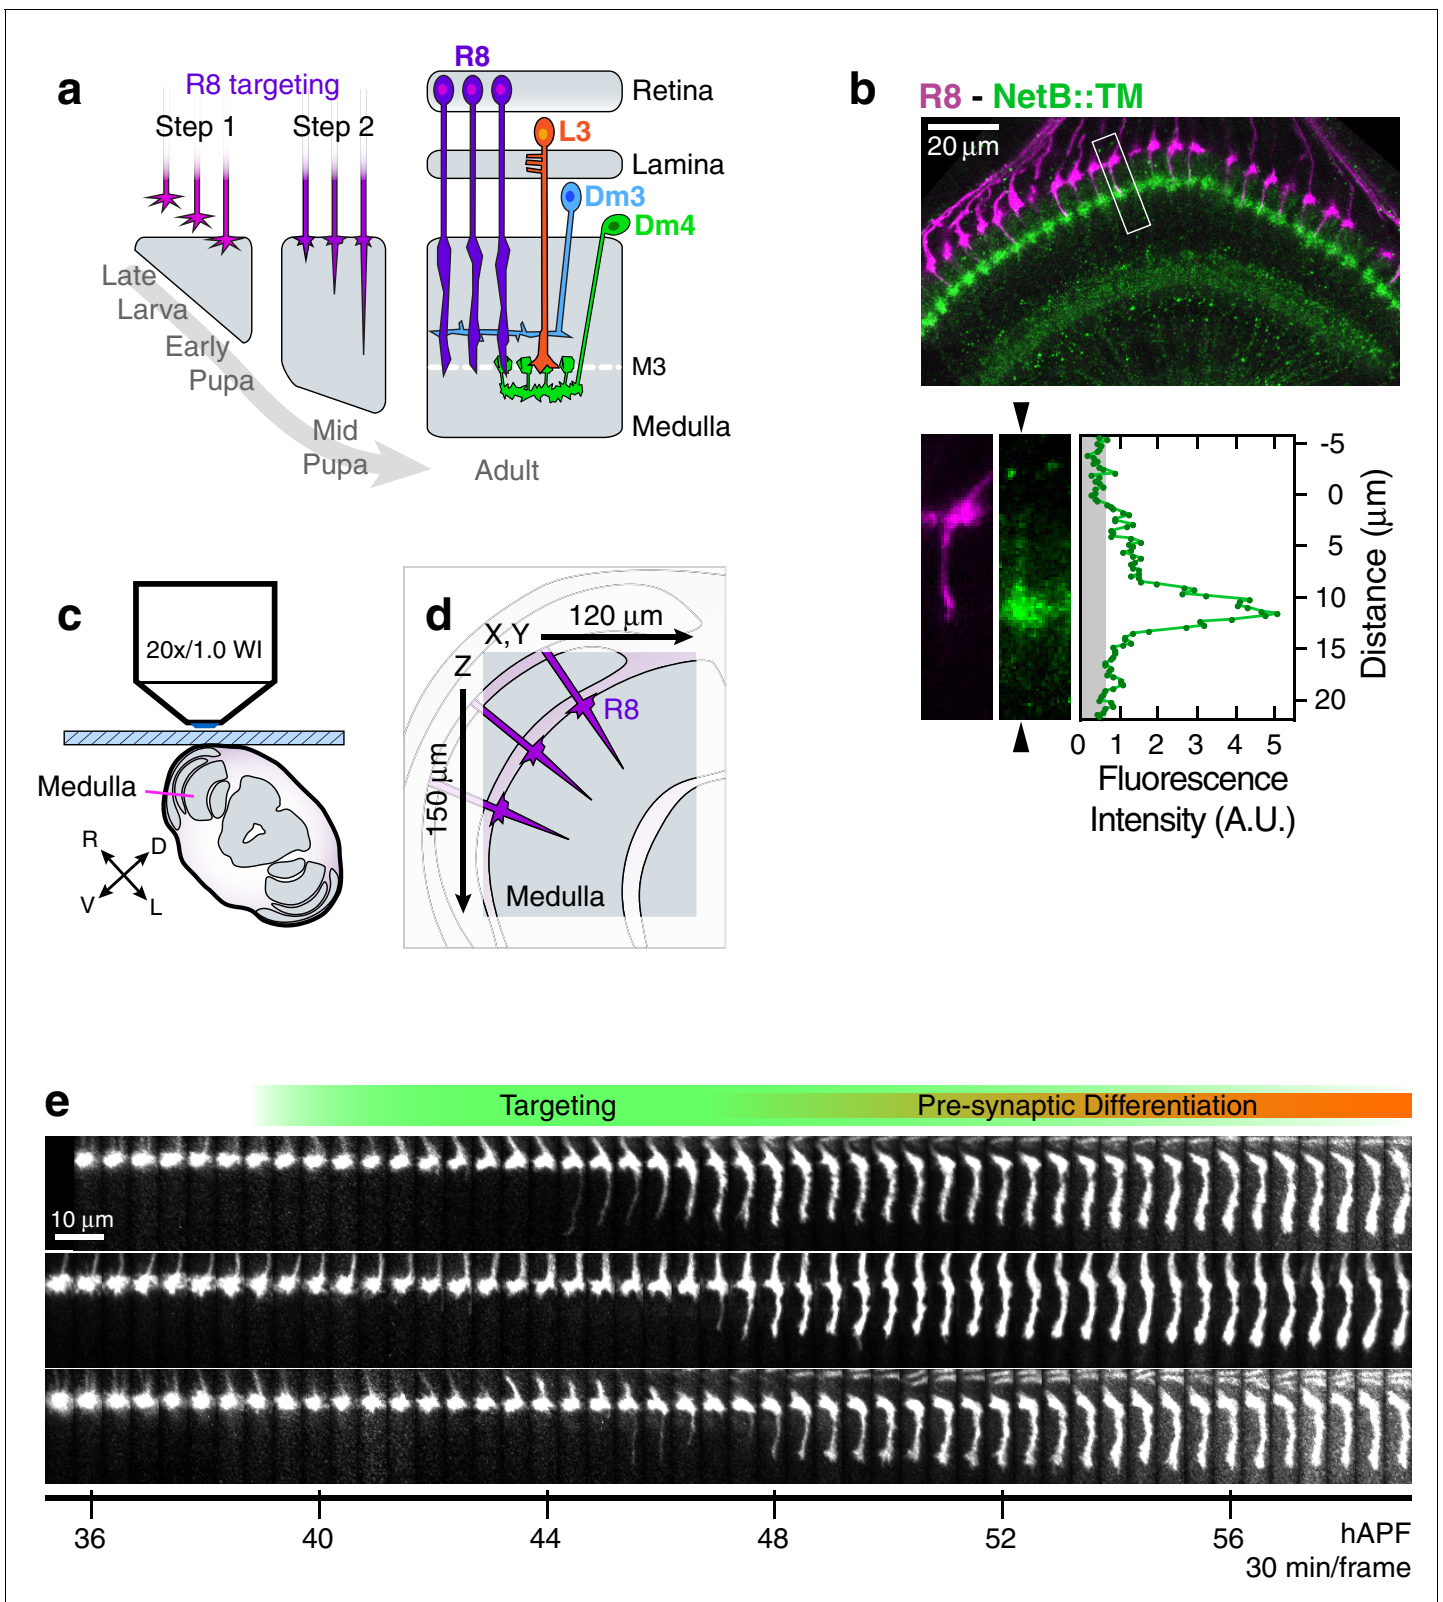 a
R8 targeting
Step 1
Step 2
Late
Larva
Early
Pupa
Mid
Pupa
Adult
R8
Retina
L3
Lamina
Dm3
Dm4
M3
Medulla
b
R8 - NetB::TM
20 μm
-5
0
5
10
15
20
Distance (μm)
0 1 2 3 4 5
Fluorescence
Intensity (A.U.)
c
20x/1.0 WI
Medulla
R
D
V
L
d
X,Y
120 μm
Z
150 μm
R8
Medulla
e
Targeting
Pre-synaptic Differentiation
10 μm
36 40 44 48 52 56 hAPF
30 min/frame